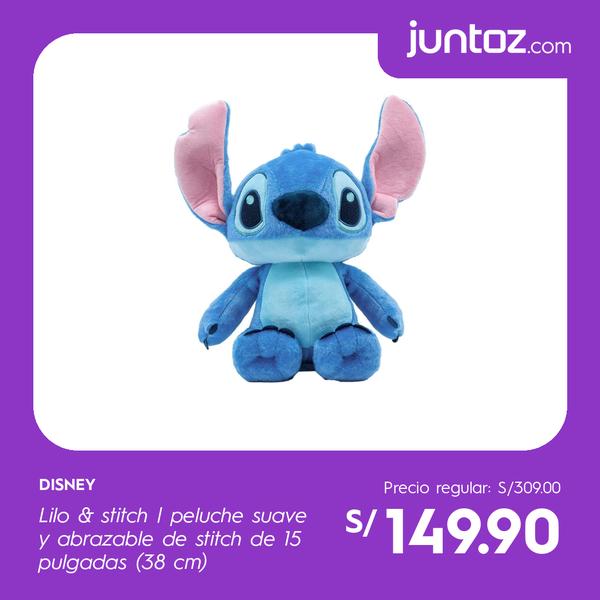 juntoz.com
DISNEY
Lilo & stitch | peluche suave
y abrazable de stitch de 15
pulgadas (38 cm)
Precio regular: S/309.00
S/149.90